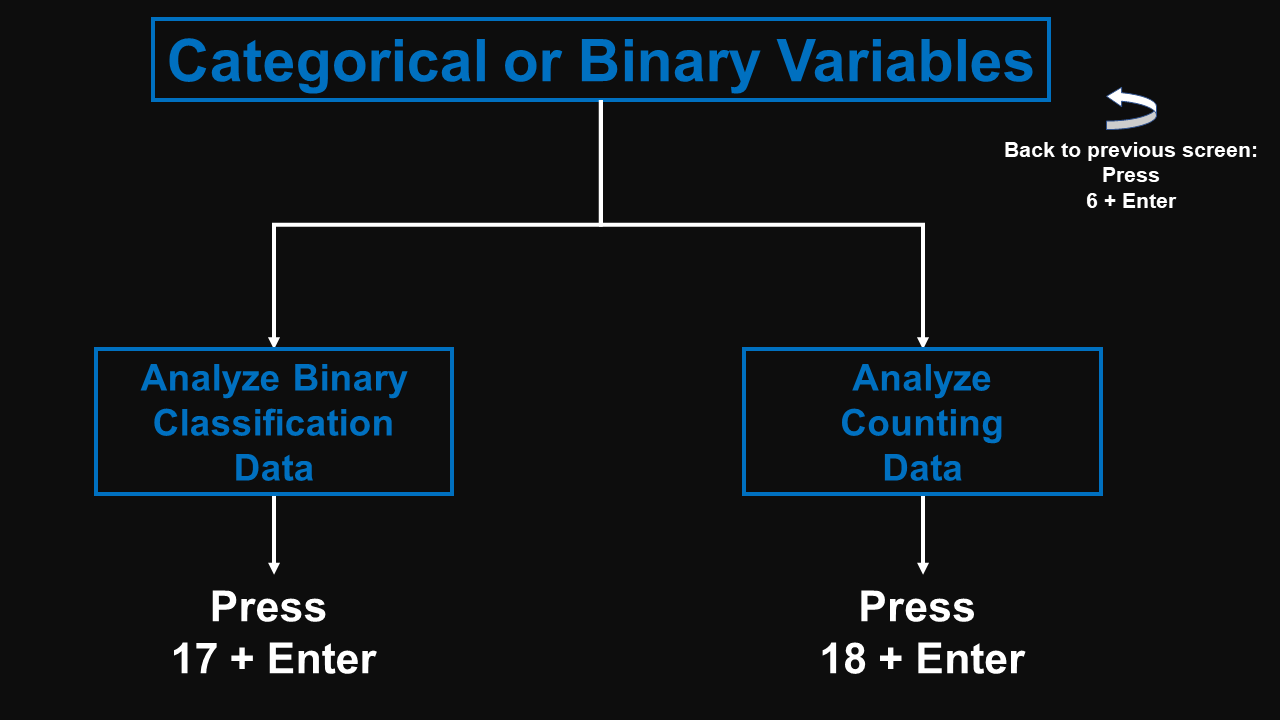 Categorical or Binary Variables
Back to previous screen:
Press
6 + Enter
Analyze Binary
Classification
Data
Analyze
Counting
Data
Press
17 + Enter
Press
18 + Enter